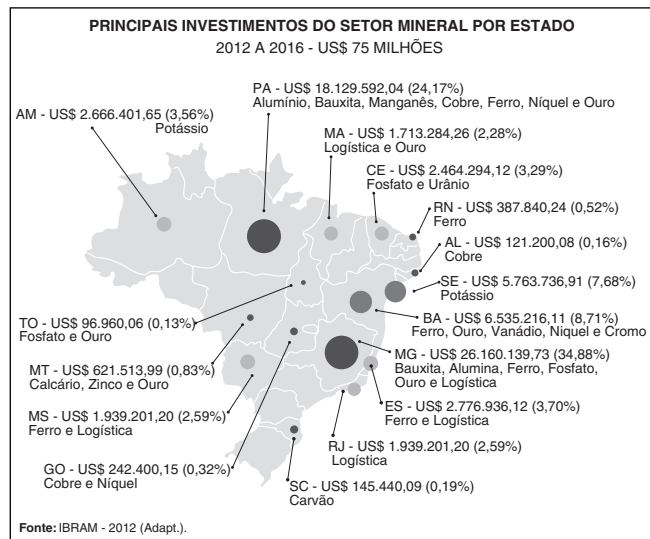 PRINCIPAIS INVESTIMENTOS DO SETOR MINERAL POR ESTADO
2012 A 2016 - US$ 75 MILHÕES
PA - US$ 18.129.592,04 (24,17%)
Alumínio, Bauxita, Manganês, Cobre, Ferro, Níquel e Ouro
AM - US$ 2.666.401,65 (3,56%)
Potássio
MA - US$ 1.713.284,26 (2,28%)
Logística e Ouro
CE - US$ 2.464.294,12 (3,29%)
Fosfato e Urânio
RN - US$ 387.840,24 (0,52%)
Ferro
AL - US$ 121.200,08 (0,16%)
Cobre
SE - US$ 5.763.736,91 (7,68%)
Potássio
BA - US$ 6.535.216,11 (8,71%)
Ferro, Ouro, Vanádio, Niquel e Cromo
TO - US$ 96.960,06 (0,13%)
Fosfato e Ouro
MG - US$ 26.160.139,73 (34,88%)
Bauxita, Alumina, Ferro, Fosfato,
Ouro e Logística
MT - US$ 621.513,99 (0,83%)
Calcário, Zinco e Ouro
MS - US$ 1.939.201,20 (2,59%)
Ferro e Logística
ES - US$ 2.776.936,12 (3,70%)
Ferro e Logística
RJ - US$ 1.939.201,20 (2,59%)
Logística
GO - US$ 242.400,15 (0,32%)
Cobre e Níquel
SC - US$ 145.440,09 (0,19%)
Carvão
Fonte: IBRAM - 2012 (Adapt.).